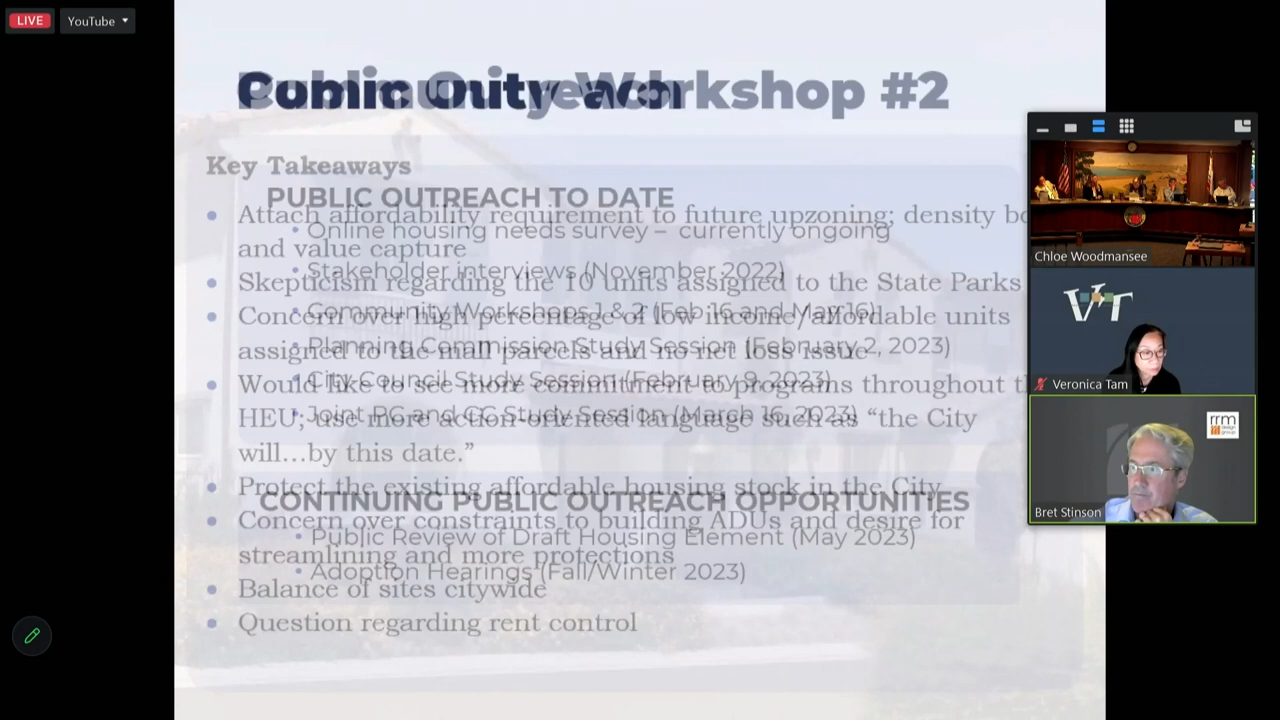 LIVE
YouTube
Public Outreach
Community Workshop #2
Key Takeaways
• Attach affordability requirement to future upzoning; density bo
and value capture
• Skepticism regarding the 10 units assigned to the State Parks
• Concern over high percentage of low income/affordable units
assigned to the mall parcels and no net loss issue
• Would like to see more commitment to programs throughout t
HEU; use more action-oriented language such as “the City
will…by this date.”
• Protect the existing affordable housing stock in the City
• Concern over constraints to building ADUs and desire for
streamlining and more protections
• Balance of sites citywide
• Question regarding rent control
PUBLIC OUTREACH TO DATE
• Online housing needs survey – currently ongoing
• Stakeholder interviews (November 2022)
• Community Workshops 1 & 2 (Feb 16 and May 16)
• Planning Commission Study Session (February 2, 2023)
• City Council Study Session (February 9, 2023)
• Joint PC and CC Study Session (March 16, 2023)
CONTINUING PUBLIC OUTREACH OPPORTUNITIES
• Public Review of Draft Housing Element (May 2023)
• Adoption Hearings (Fall/Winter 2023)
Chloe Woodmansee
VT
Veronica Tam
rrm
design
group
Bret Stinson